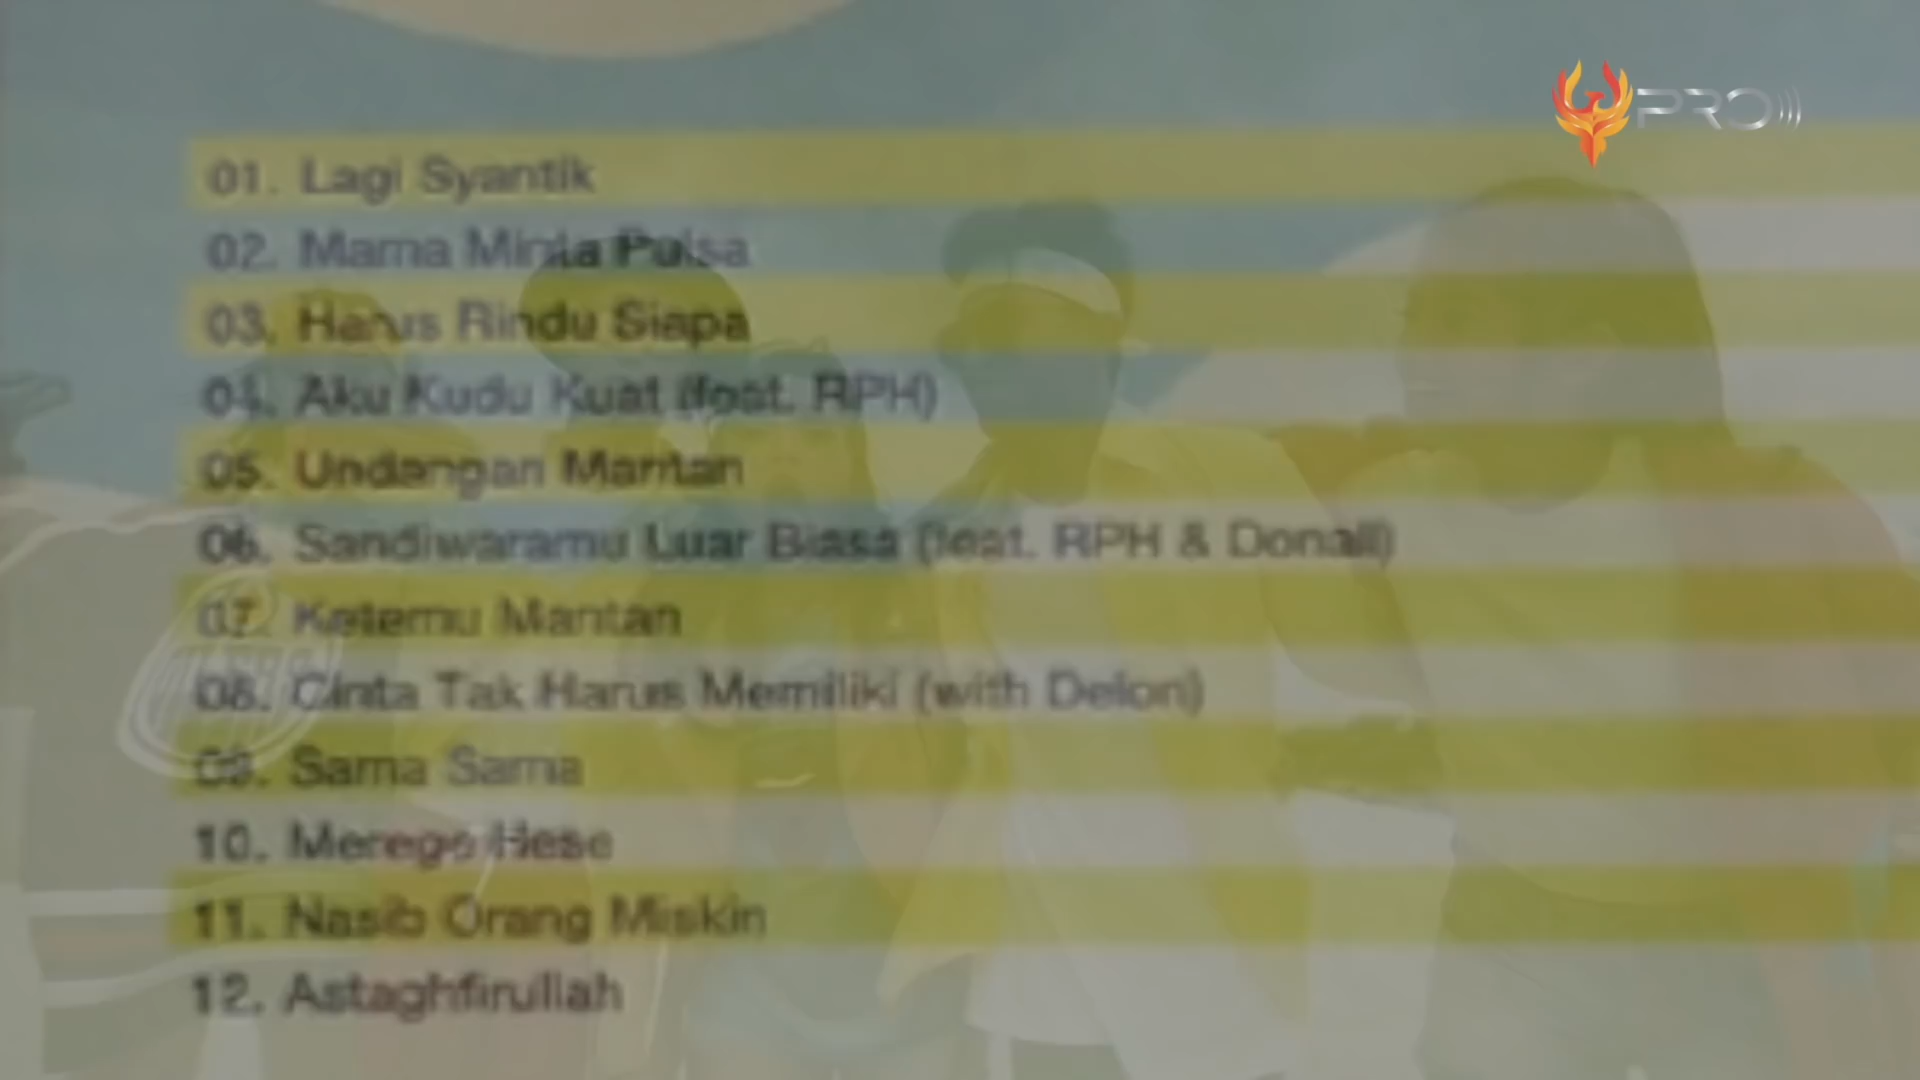 PRO
01. Lagi Syantik
02. Mama Minta Pulsa
03. Harus Rindu Siapa
04. Aku Kudu Kuat (feat. RPH)
05. Undangan Mantan
06. Sandiwaramu Luar Biasa (feat. RPH & Donall)
07. Ketemu Mantan
08. Cinta Tak Harus Memiliki (with Delon)
09. Sama Sama
10. Merego Hese
11. Nasib Orang Miskin
12. Astaghfirullah